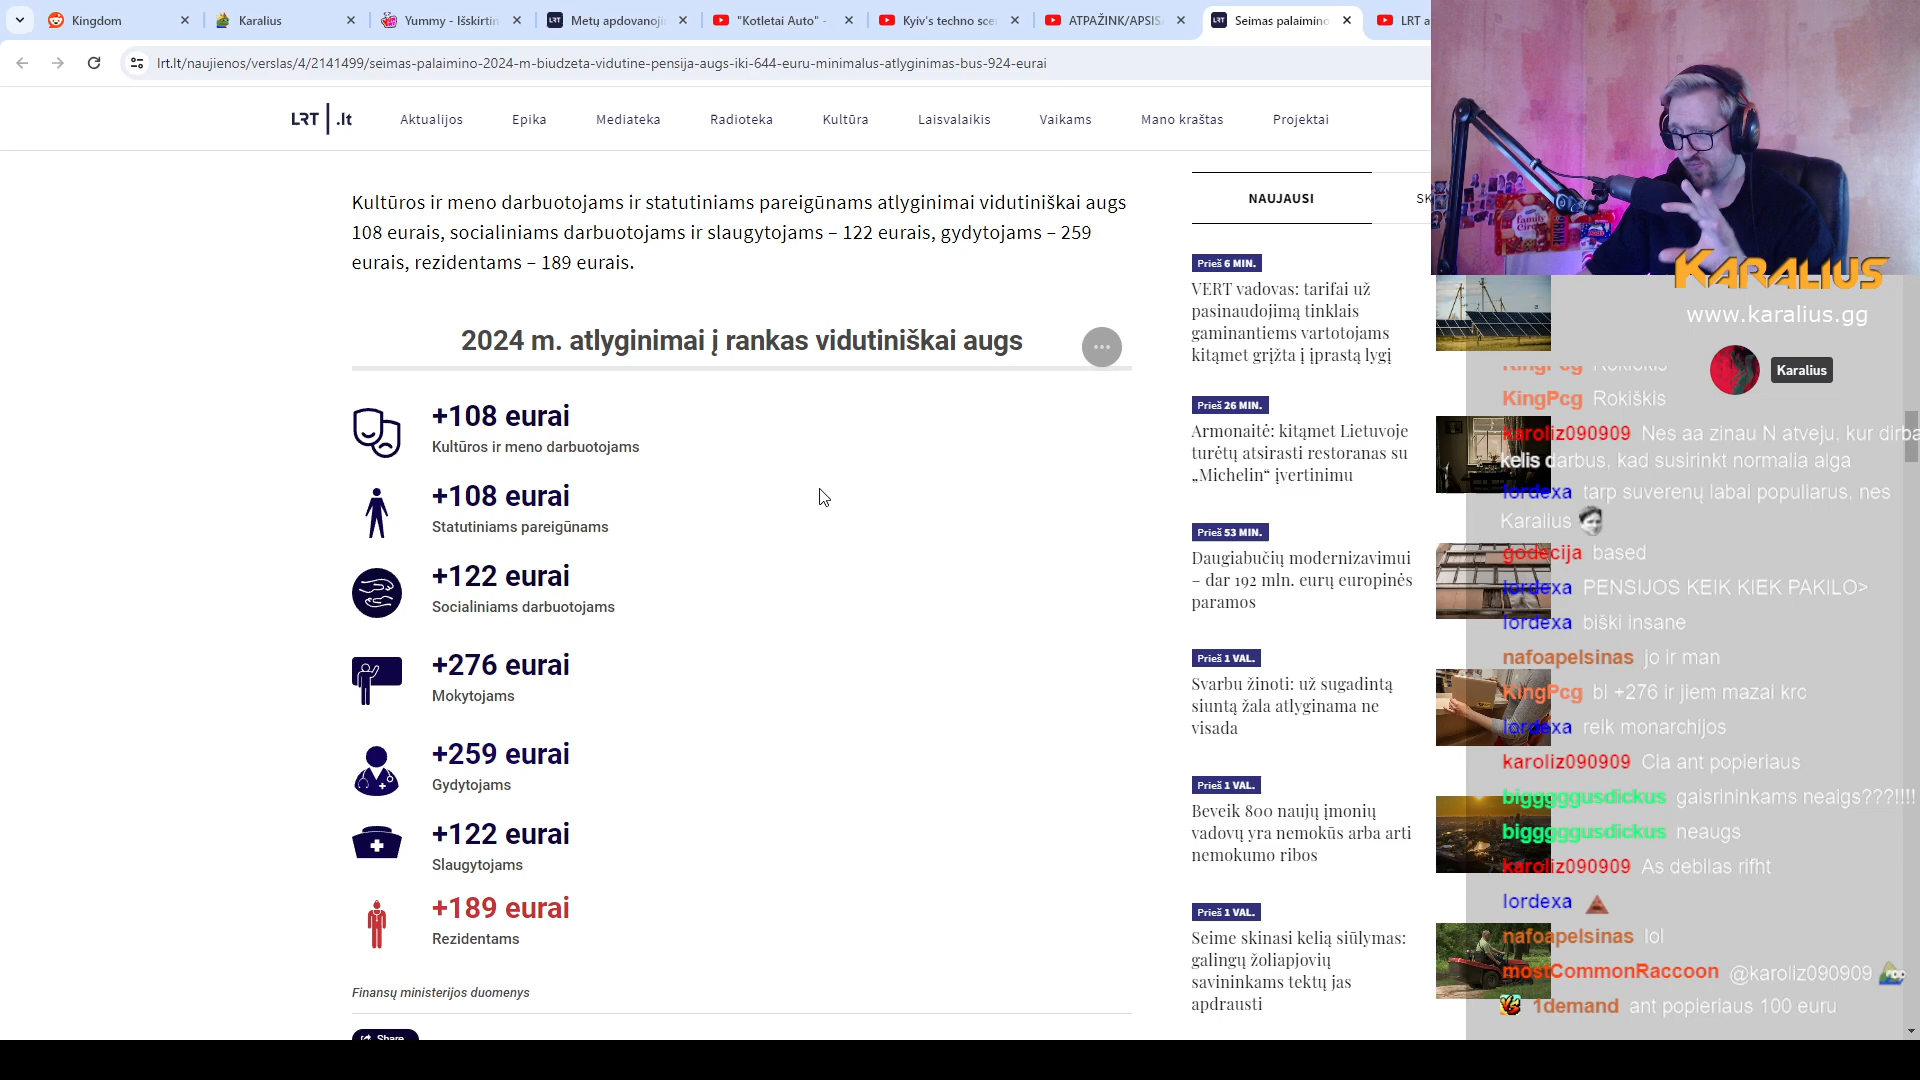 Kingdom
Karalius
Yummy - Išskirtin
Metų apdovanoji
"Kotletai Auto" -
Kyiv's techno sce
ATPAŽINK/APSIS
Seimas palaimino
LRT a
lrt.lt/naujienos/verslas/4/2141499/seimas-palaimino-2024-m-biudzeta-vidutine-pensija-augs-iki-644-euru-minimalus-atlyginimas-bus-924-eurai
LRT .lt
Aktualijos
Epika
Mediateka
Radioteka
Kultūra
Laisvalaikis
Vaikams
Mano kraštas
Projektai
Kultūros ir meno darbuotojams ir statutiniams pareigūnams atlyginimai vidutiniškai augs
108 eurais, socialiniams darbuotojams ir slaugytojams – 122 eurais, gydytojams – 259
eurais, rezidentams – 189 eurais.
2024 m. atlyginimai į rankas vidutiniškai augs
+108 eurai
Kultūros ir meno darbuotojams
+108 eurai
Statutiniams pareigūnams
+122 eurai
Socialiniams darbuotojams
+276 eurai
Mokytojams
+259 eurai
Gydytojams
+122 eurai
Slaugytojams
+189 eurai
Rezidentams
Finansų ministerijos duomenys
Share
NAUJAUSI
SK
Prieš 6 MIN.
VERT vadovas: tarifai už
pasinaudojimą tinklais
gaminantiems vartotojams
kitąmet grįžta į įprastą lygį
Prieš 26 MIN.
Armonaitė: kitąmet Lietuvoje
turėtų atsirasti restoranas su
„Michelin“ įvertinimu
Prieš 53 MIN.
Daugiabučių modernizavimui
– dar 192 mln. eurų europinės
paramos
Prieš 1 VAL.
Svarbu žinoti: už sugadintą
siuntą žala atlyginama ne
visada
Prieš 1 VAL.
Beveik 800 naujų įmonių
vadovų yra nemokūs arba arti
nemokumo ribos
Prieš 1 VAL.
Seime skinasi kelią siūlymas:
galingų žoliapjovių
savininkams tektų jas
apdrausti
KARALIUS
www.karalius.gg
Karalius
KingPcg Rokiškis
KingPcg Rokiškis
karoliz090909 Nes aa zinau N atveju, kur dirba
kelis darbus, kad susirinkt normalia alga
lordexa tarp suverenų labai populiarus, nes
Karalius
godecija based
lordexa PENSIJOS KEIK KIEK PAKILO>
lordexa biški insane
nafoapelsinas jo ir man
KingPcg bl +276 ir jiem mazai krc
lordexa reik monarchijos
karoliz090909 Cia ant popieriaus
bigggggusdickus gaisrininkams neaigs???!!!!
bigggggusdickus neaugs
karoliz090909 As debilas rifht
lordexa
nafoapelsinas lol
mostCommonRaccoon @karoliz090909
1demand ant popieriaus 100 euru